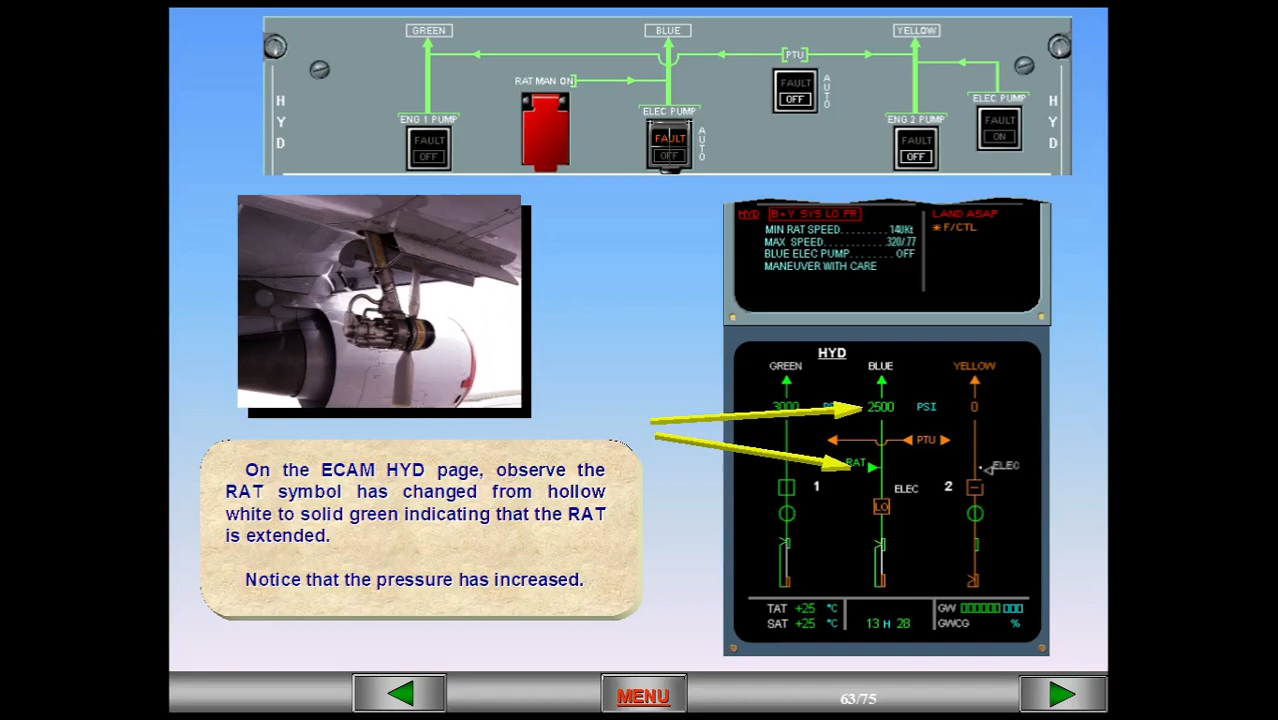 GREEN BLUE YELLOW
PTU
RAT MAN ON
FAULT
OFF
AUTO
ELEC PUMP
ELEC PUMP
HYD
HYD
ENG 1 PUMP
ENG 2 PUMP
FAULT
OFF
FAULT
OFF
AUTO
FAULT
OFF
FAULT
ON
HYD B+Y SYS LO PR LAND ASAP
MIN RAT SPEED.........140Kt *F/CTL
MAX SPEED...............320/77
BLUE ELEC PUMP........OFF
MANEUVER WITH CARE
HYD
GREEN BLUE YELLOW
3000 PSI 2500 PSI 0
PTU
RAT ELEC
1 ELEC 2
LO
TAT +25 °C GW
SAT +25 °C 13 H 28 GWCG %
On the ECAM HYD page, observe the
RAT symbol has changed from hollow
white to solid green indicating that the RAT
is extended.
Notice that the pressure has increased.
MENU
63/75